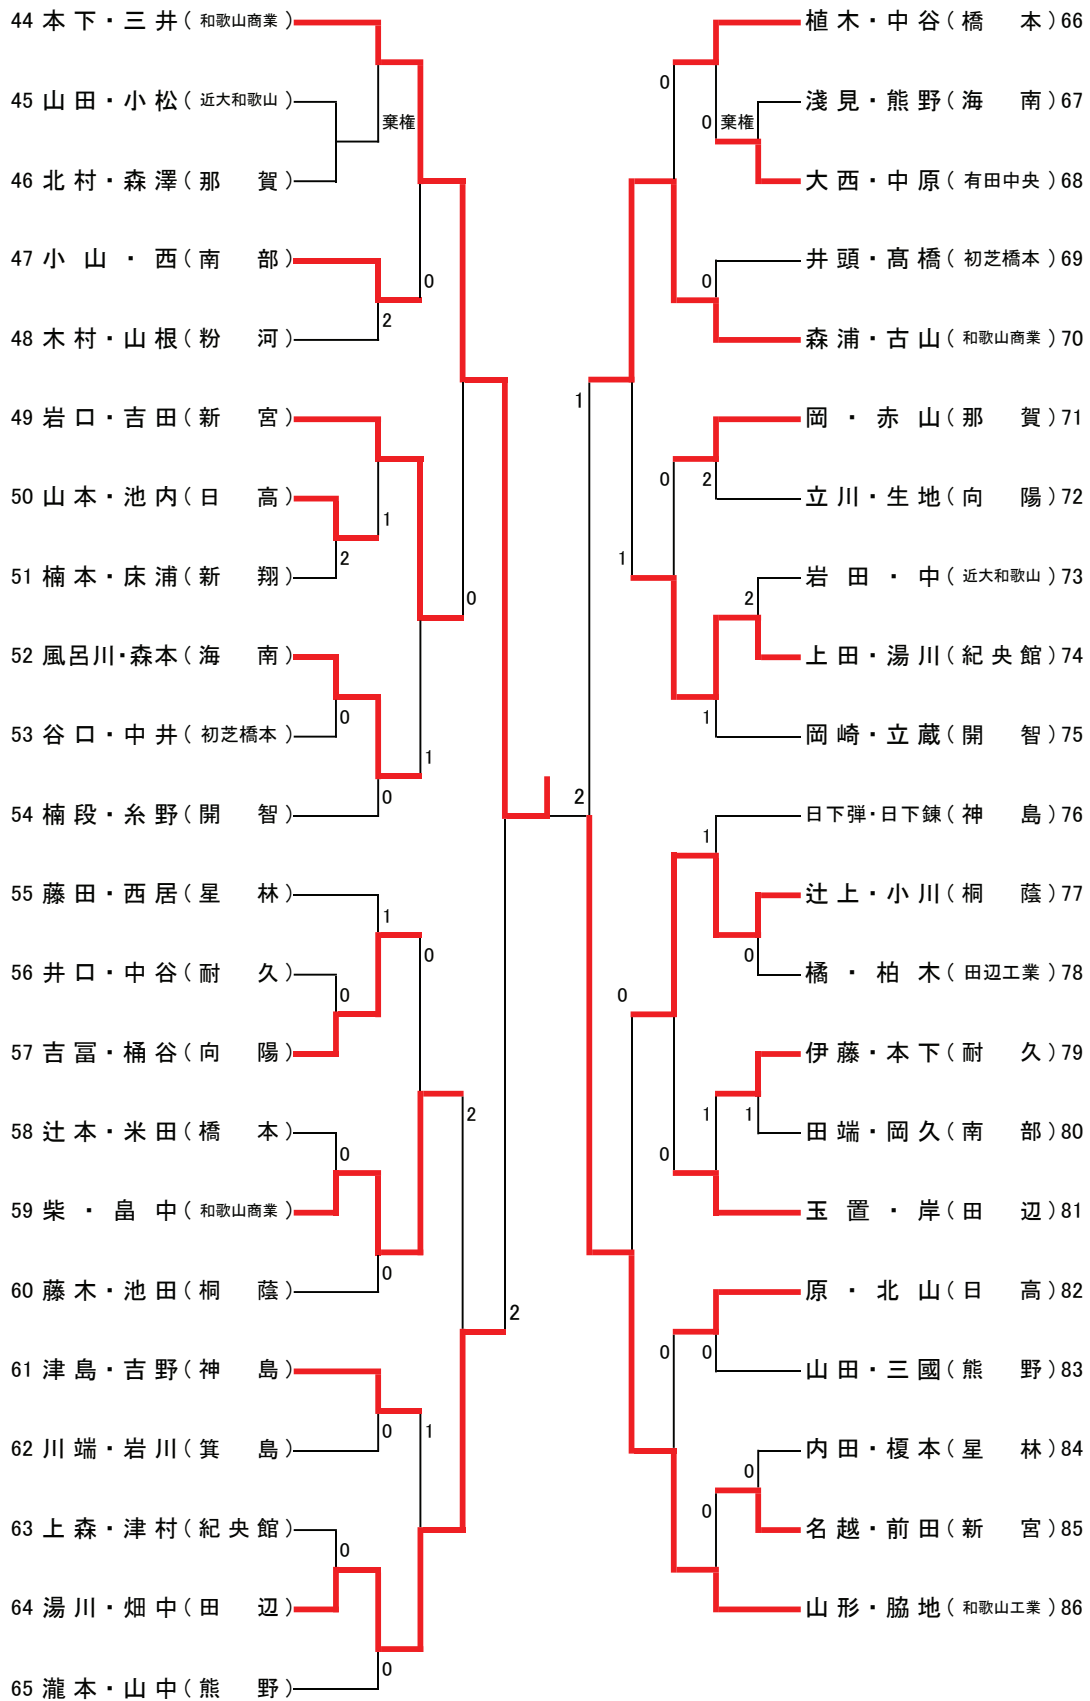 44 本下・三井(和歌山商業)
45 山田・小松(近大和歌山)
棄権
46 北村・森澤(那 賀)
47 小山・西(南 部)
0
2
48 木村・山根(粉 河)
49 岩口・吉田(新 宮)
50 山本・池内(日 高)
1
2
51 楠本・床浦(新 翔)
0
52 風呂川・森本(海 南)
0
53 谷口・中井(初芝橋本)
1
0
54 楠段・糸野(開 智)
55 藤田・西居(星 林)
1
0
56 井口・中谷(耐 久)
0
57 吉冨・桶谷(向 陽)
2
58 辻本・米田(橋 本)
0
59 柴・畠中(和歌山商業)
0
60 藤木・池田(桐 蔭)
2
61 津島・吉野(神 島)
0
1
62 川端・岩川(箕 島)
63 上森・津村(紀央館)
0
64 湯川・畑中(田 辺)
0
65 瀧本・山中(熊 野)
植木・中谷(橋 本)66
0
浅見・熊野(海 南)67
0 棄権
大西・中原(有田中央)68
井頭・髙橋(初芝橋本)69
0
森浦・古山(和歌山商業)70
1
岡・赤山(那 賀)71
0
2
立川・生地(向 陽)72
1
岩田・中(近大和歌山)73
2
上田・湯川(紀央館)74
1
岡崎・立蔵(開 智)75
2
日下弾・日下錬(神 島)76
1
辻上・小川(桐 蔭)77
0
橘・柏木(田辺工業)78
0
伊藤・本下(耐 久)79
1
1
田端・岡久(南 部)80
0
玉置・岸(田 辺)81
原・北山(日 高)82
0
0
山田・三國(熊 野)83
内田・榎本(星 林)84
0
0
名越・前田(新 宮)85
山形・脇地(和歌山工業)86